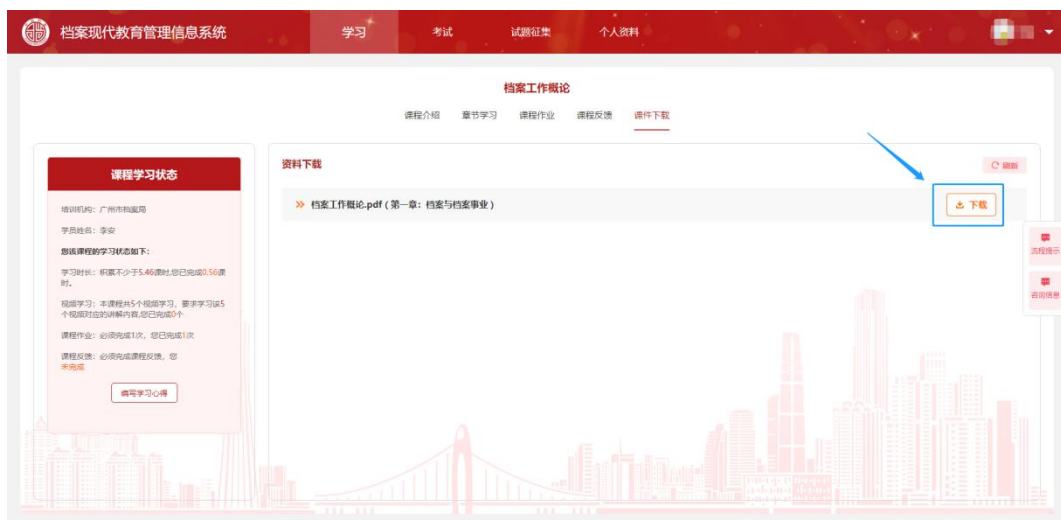 档案现代教育管理信息系统
学习
考试
试题征集
个人资料
档案工作概论
课程介绍
章节学习
课程作业
课程反馈
课件下载
课程学习状态
培训机构：广州市档案局
学员姓名：李安
您该课程的学习状态如下：
学习时长：积累不少于5.46课时,您已完成0.56课
时。
视频学习：本课程共5个视频学习，要求学习该5
个视频对应的讲解内容,您已完成0个
课程作业：必须完成1次，您已完成1次
课程反馈：必须完成课程反馈，您
未完成
编写学习心得
资料下载
刷新
档案工作概论.pdf ( 第一章：档案与档案事业 )
下载
流程提示
咨询信息